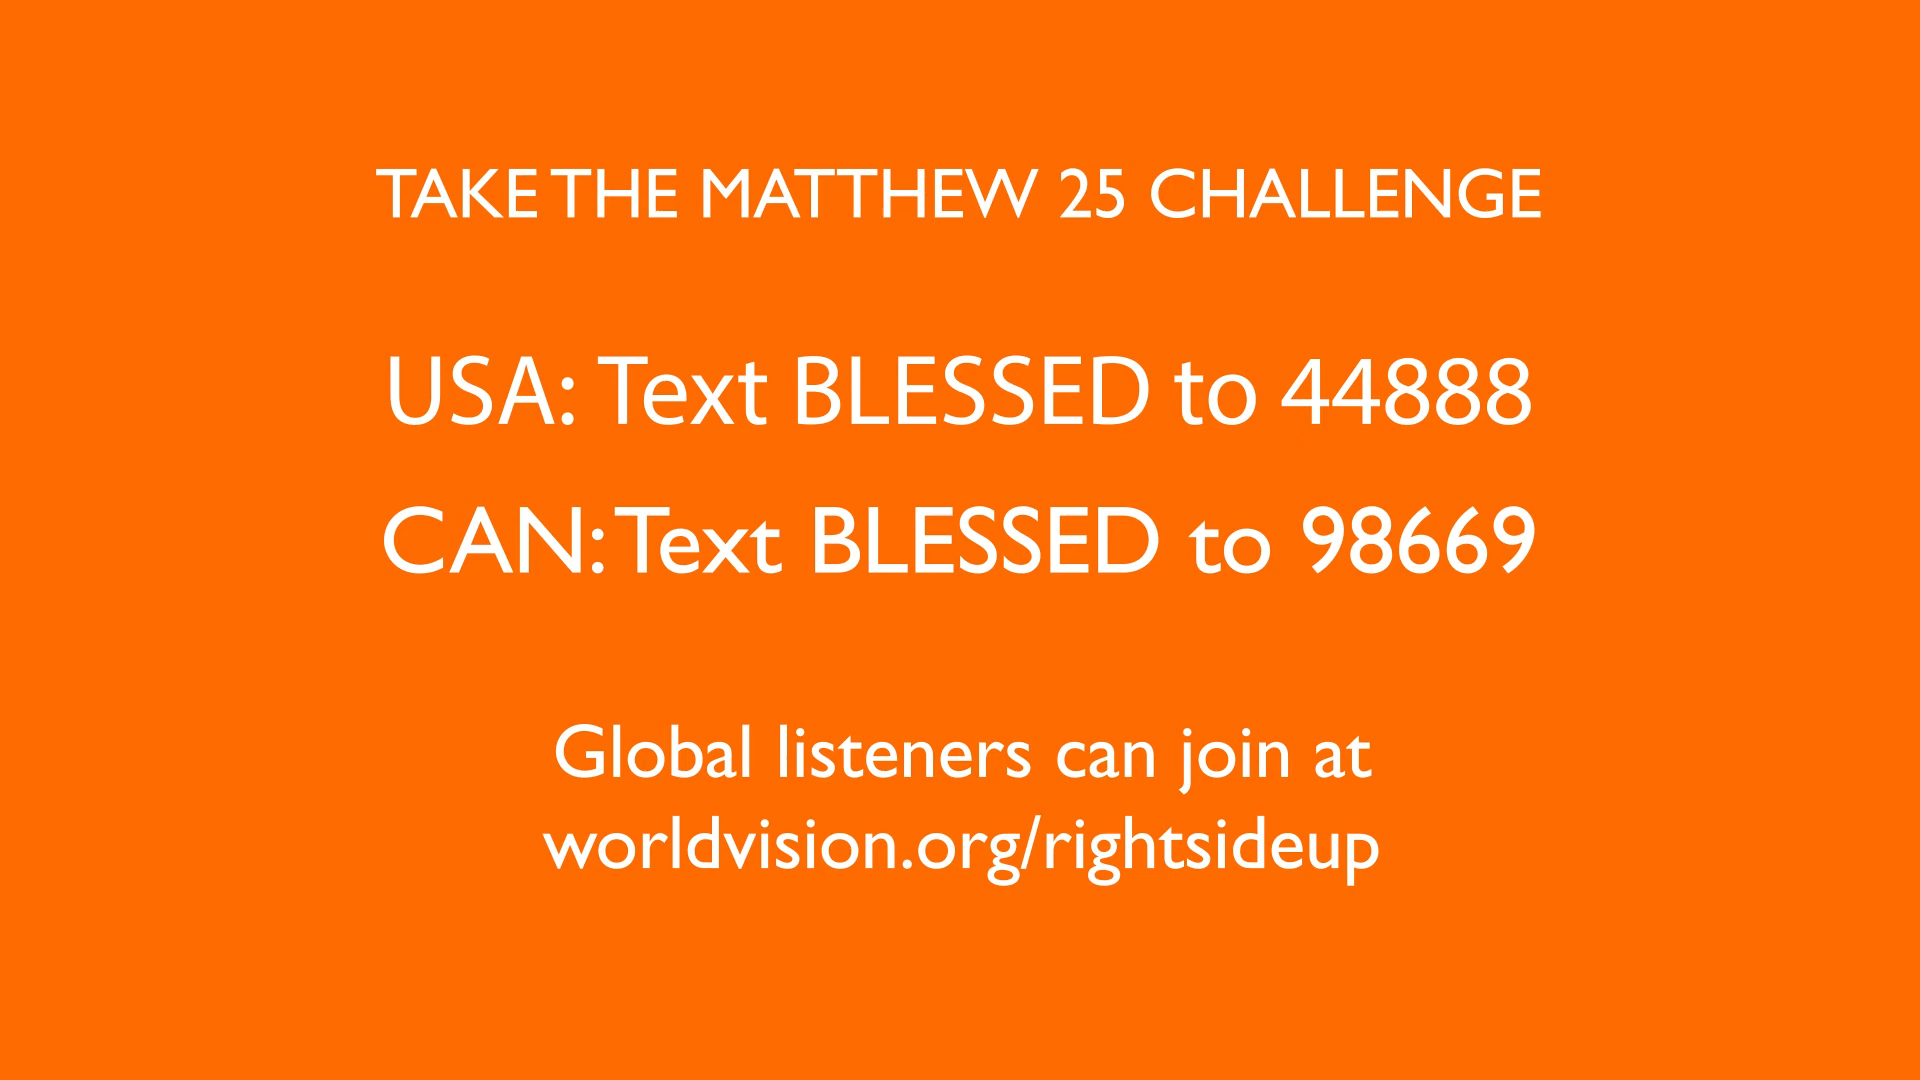 TAKE THE MATTHEW 25 CHALLENGE
USA: Text BLESSED to 44888
CAN: Text BLESSED to 98669
Global listeners can join at
worldvision.org/rightsideup